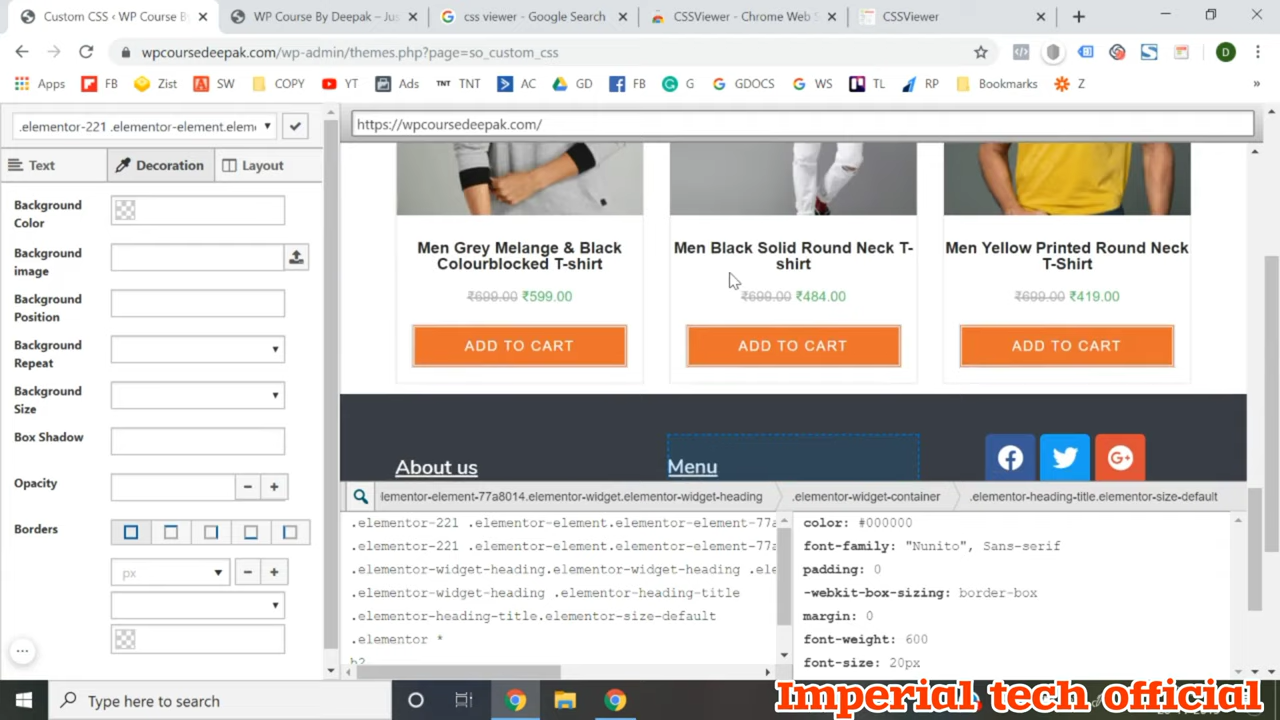 Custom CSS < WP Course B
WP Course By Deepak – Jus
css viewer - Google Search
CSSViewer - Chrome Web S
CSSViewer
wpcoursedeepak.com/wp-admin/themes.php?page=so_custom_css
D
Apps
FB
Zist
SW
COPY
YT
Ads
TNT TNT
AC
GD
FB
G
GDOCS
WS
TL
RP
Bookmarks
Z
»
.elementor-221 .elementor-element.elem
https://wpcoursedeepak.com/
Text
Decoration
Layout
Background Color
Background image
Background Position
Background Repeat
Background Size
Box Shadow
Opacity
Borders
px
Men Grey Melange & Black
Colourblocked T-shirt
₹699.00 ₹599.00
ADD TO CART
Men Black Solid Round Neck T-
shirt
₹699.00 ₹484.00
ADD TO CART
Men Yellow Printed Round Neck
T-Shirt
₹699.00 ₹419.00
ADD TO CART
About us
Menu
lementor-element-77a8014.elementor-widget.elementor-widget-heading
.elementor-widget-container
.elementor-heading-title.elementor-size-default
.elementor-221 .elementor-element.elementor-element-77a
.elementor-221 .elementor-element.elementor-element-77a
.elementor-widget-heading.elementor-widget-heading .ele
.elementor-widget-heading .elementor-heading-title
.elementor-heading-title.elementor-size-default
.elementor *
h2
color: #000000
font-family: "Nunito", Sans-serif
padding: 0
-webkit-box-sizing: border-box
margin: 0
font-weight: 600
font-size: 20px
Type here to search
Imperial tech official